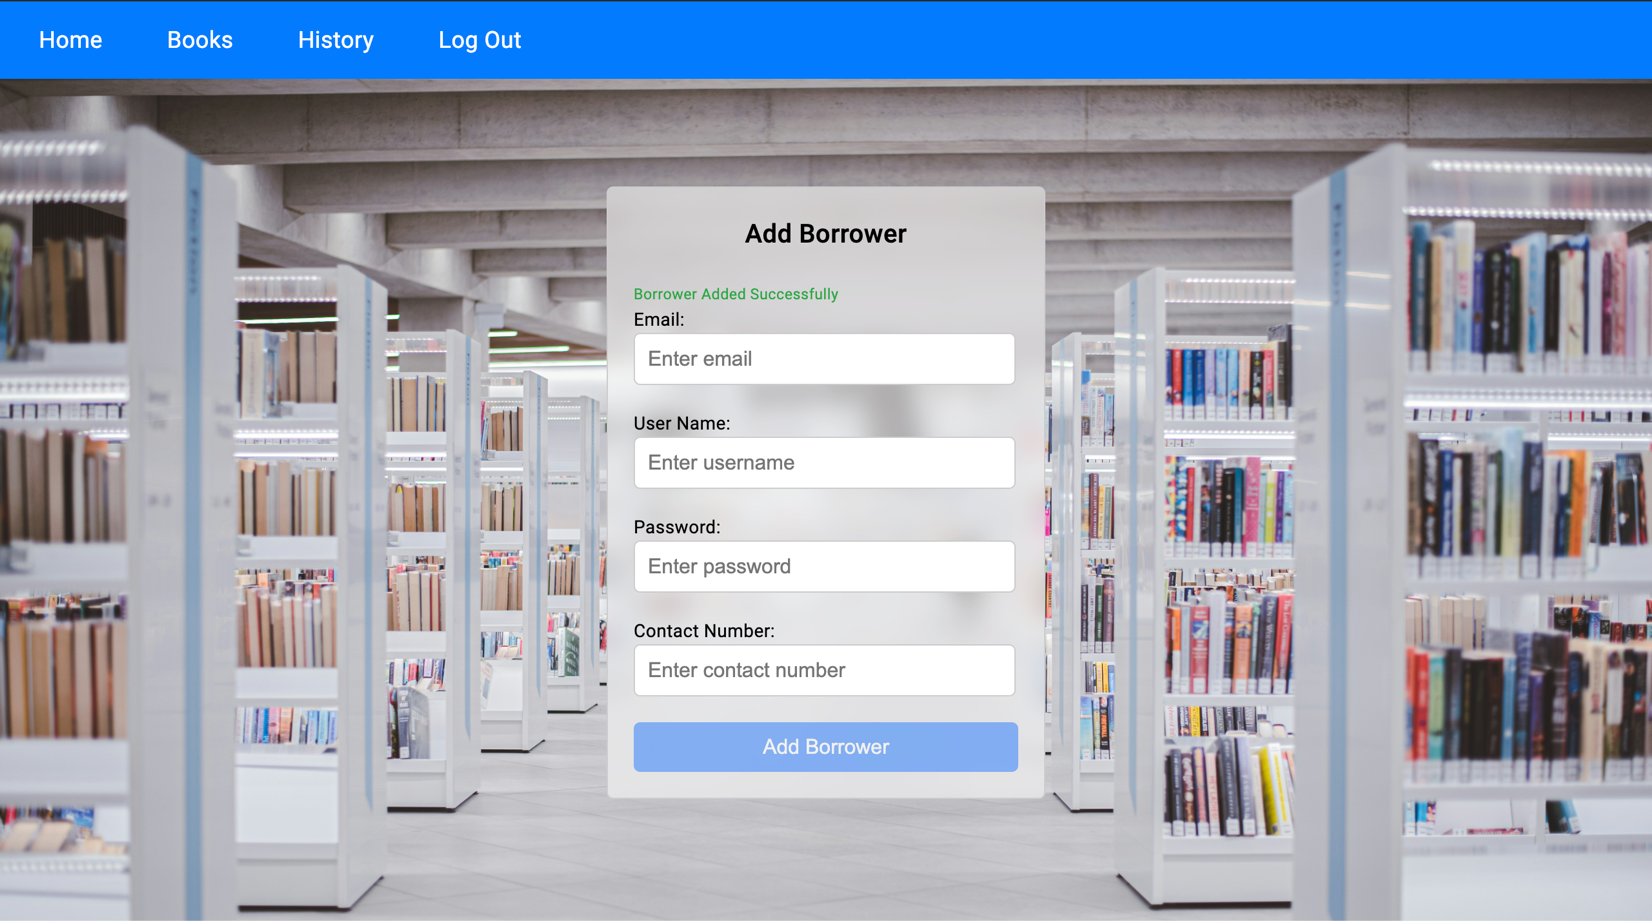 Home Books History Log Out
Add Borrower
Borrower Added Successfully
Email:
Enter email
User Name:
Enter username
Password:
Enter password
Contact Number:
Enter contact number
Add Borrower